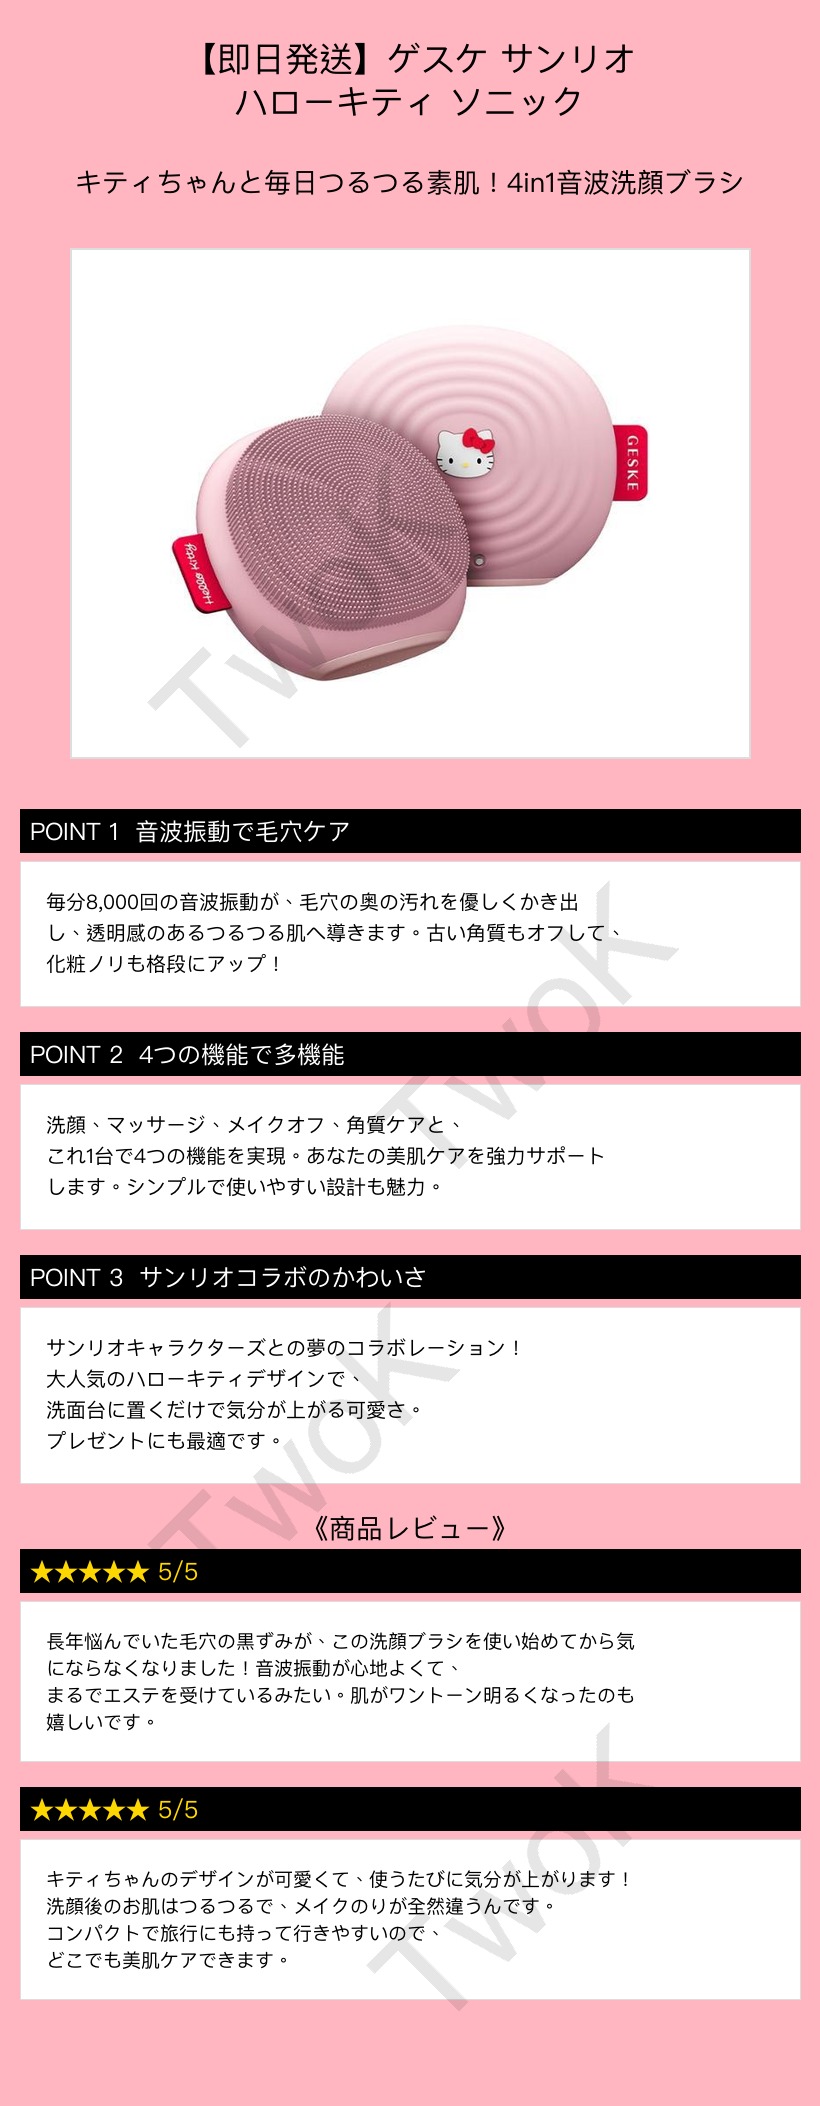 【即日発送】ゲスケ サンリオ
ハローキティ ソニック
キティちゃんと毎日つるつる素肌！4in1音波洗顔ブラシ
GESKE
Hello Kitty
TwoK
POINT 1 音波振動で毛穴ケア
毎分8,000回の音波振動が、毛穴の奥の汚れを優しくかき出
し、透明感のあるつるつる肌へ導きます。古い角質もオフして、
化粧ノリも格段にアップ！
TwoK
POINT 2 4つの機能で多機能
洗顔、マッサージ、メイクオフ、角質ケアと、
これ1台で4つの機能を実現。あなたの美肌ケアを強力サポート
します。シンプルで使いやすい設計も魅力。
POINT 3 サンリオコラボのかわいさ
サンリオキャラクターズとの夢のコラボレーション！
大人気のハローキティデザインで、
洗面台に置くだけで気分が上がる可愛さ。
プレゼントにも最適です。
TwoK
《商品レビュー》
★★★★★ 5/5
長年悩んでいた毛穴の黒ずみが、この洗顔ブラシを使い始めてから気
にならなくなりました！音波振動が心地よくて、
まるでエステを受けているみたい。肌がワントーン明るくなったのも
嬉しいです。
★★★★★ 5/5
キティちゃんのデザインが可愛くて、使うたびに気分が上がります！
洗顔後のお肌はつるつるで、メイクのりが全然違うんです。
コンパクトで旅行にも持って行きやすいので、
どこでも美肌ケアできます。
TwoK